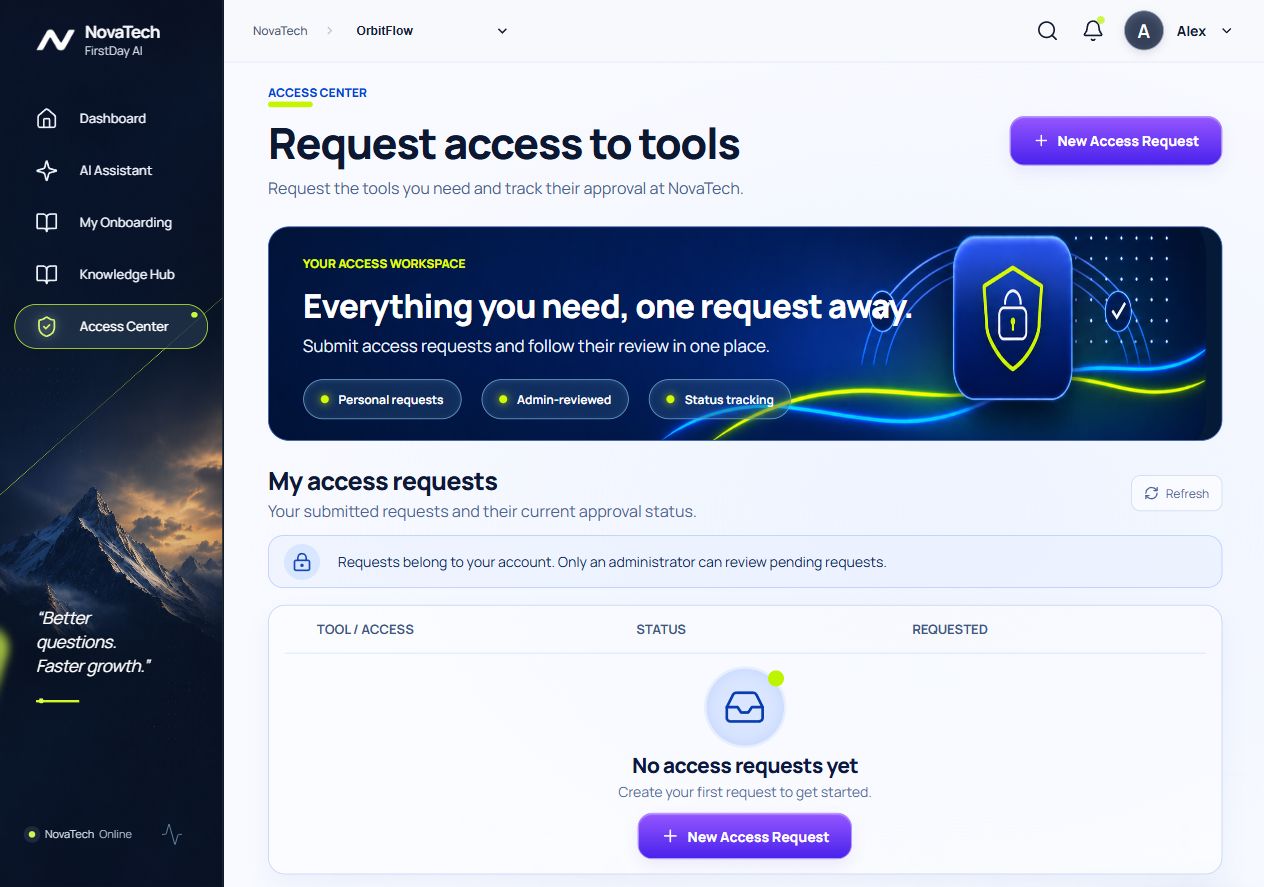 NovaTech
FirstDay AI
Dashboard
AI Assistant
My Onboarding
Knowledge Hub
Access Center
“Better
questions.
Faster growth.”
NovaTech Online
NovaTech
OrbitFlow
A
Alex
ACCESS CENTER
Request access to tools
Request the tools you need and track their approval at NovaTech.
+ New Access Request
YOUR ACCESS WORKSPACE
Everything you need, one request away.
Submit access requests and follow their review in one place.
Personal requests
Admin-reviewed
Status tracking
My access requests
Your submitted requests and their current approval status.
Refresh
Requests belong to your account. Only an administrator can review pending requests.
TOOL / ACCESS
STATUS
REQUESTED
No access requests yet
Create your first request to get started.
+ New Access Request